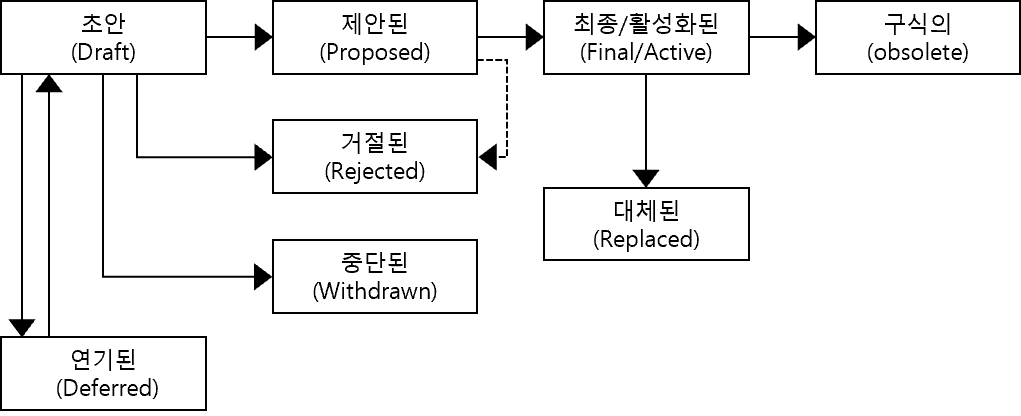 초안
(Draft)
제안된
(Proposed)
최종/활성화된
(Final/Active)
구식의
(obsolete)
거절된
(Rejected)
대체된
(Replaced)
중단된
(Withdrawn)
연기된
(Deferred)